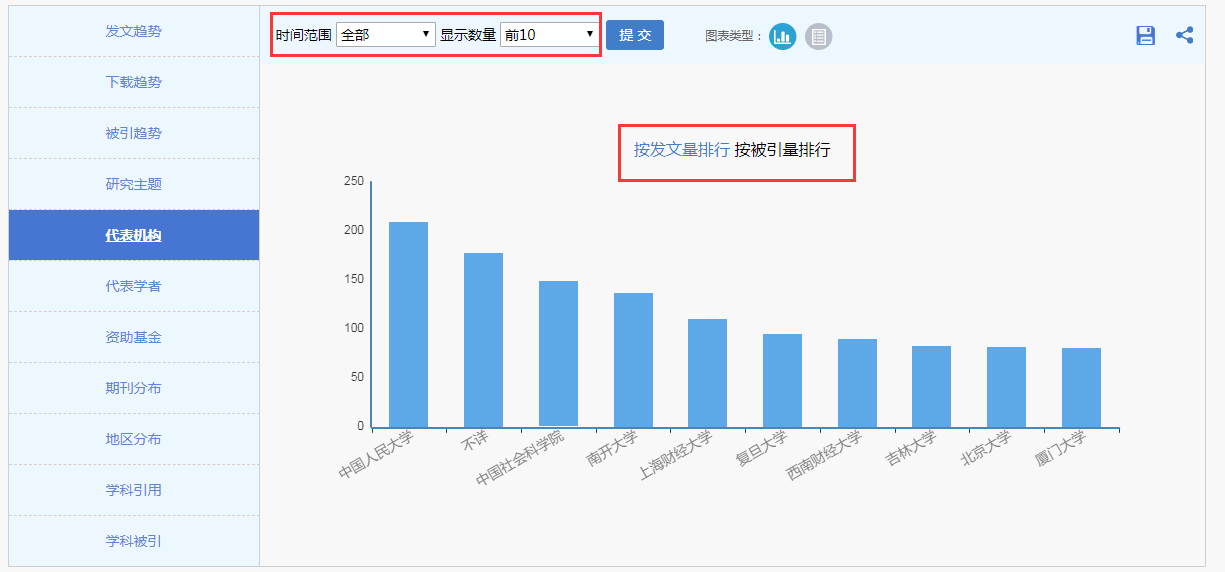 发文趋势
下载趋势
被引趋势
研究主题
代表机构
代表学者
资助基金
期刊分布
地区分布
学科引用
学科被引
时间范围 全部 显示数量 前10 提 交 图表类型：
按发文量排行 按被引量排行
250
200
150
100
50
0
中国人民大学
不详
中国社会科学院
南开大学
上海财经大学
复旦大学
西南财经大学
吉林大学
北京大学
厦门大学